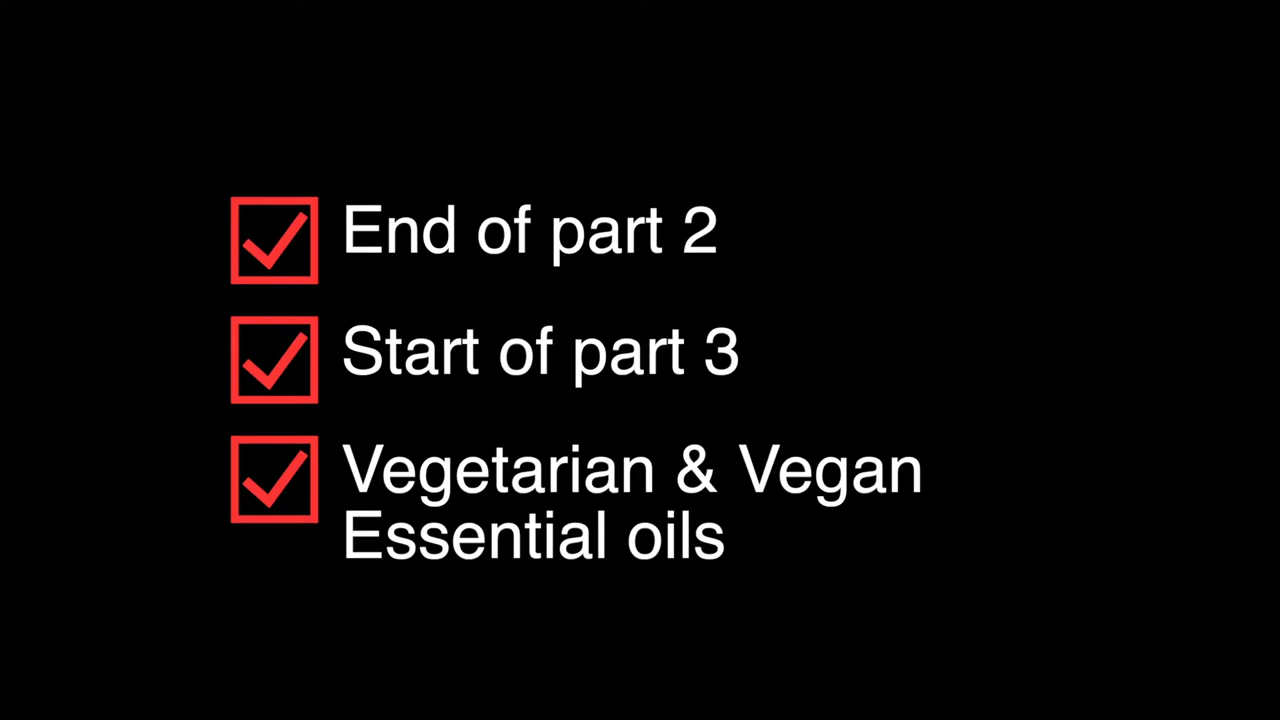 End of part 2
Start of part 3
Vegetarian & Vegan
Essential oils